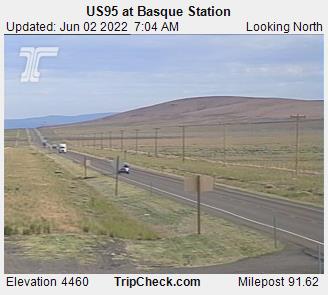 US95 at Basque Station
Updated: Jun 02 2022 7:04 AM Looking North
Elevation 4460 TripCheck.com Milepost 91.62